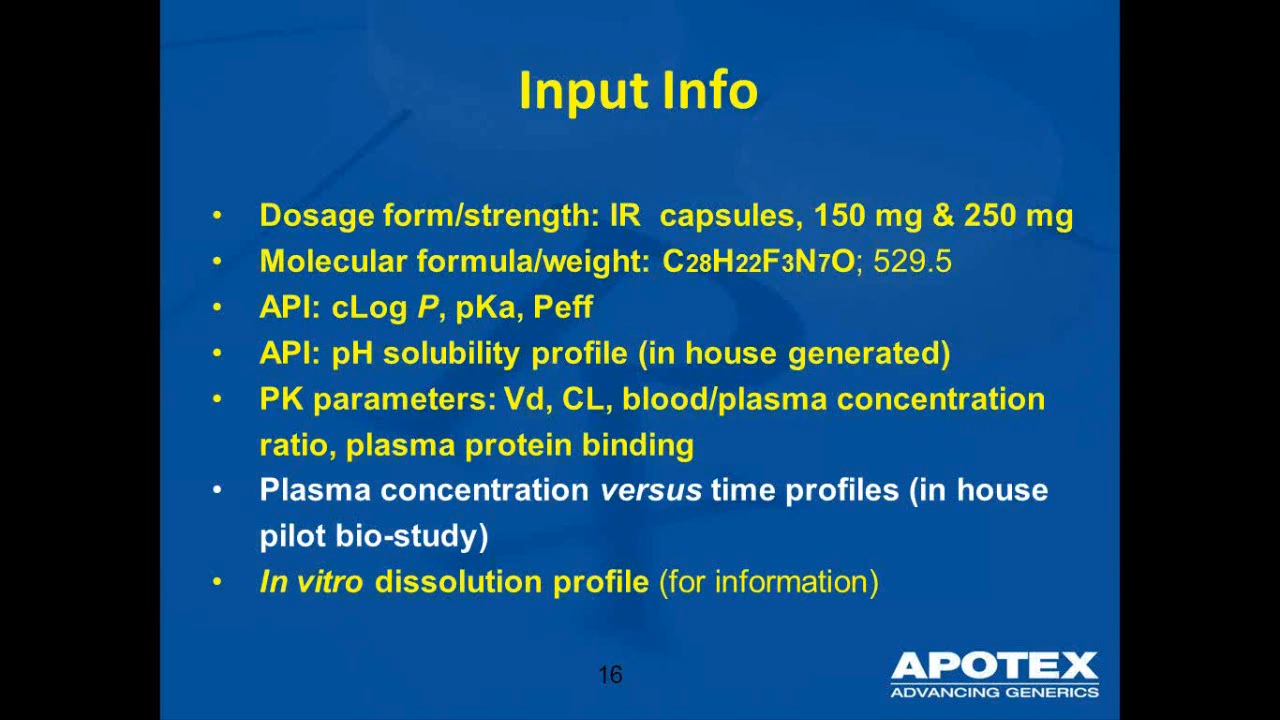 Input Info
• Dosage form/strength: IR  capsules, 150 mg & 250 mg
• Molecular formula/weight: C28H22F3N7O; 529.5
• API: cLog P, pKa, Peff
• API: pH solubility profile (in house generated)
• PK parameters: Vd, CL, blood/plasma concentration
ratio, plasma protein binding
• Plasma concentration versus time profiles (in house
pilot bio-study)
• In vitro dissolution profile (for information)
16
APOTEX
ADVANCING GENERICS